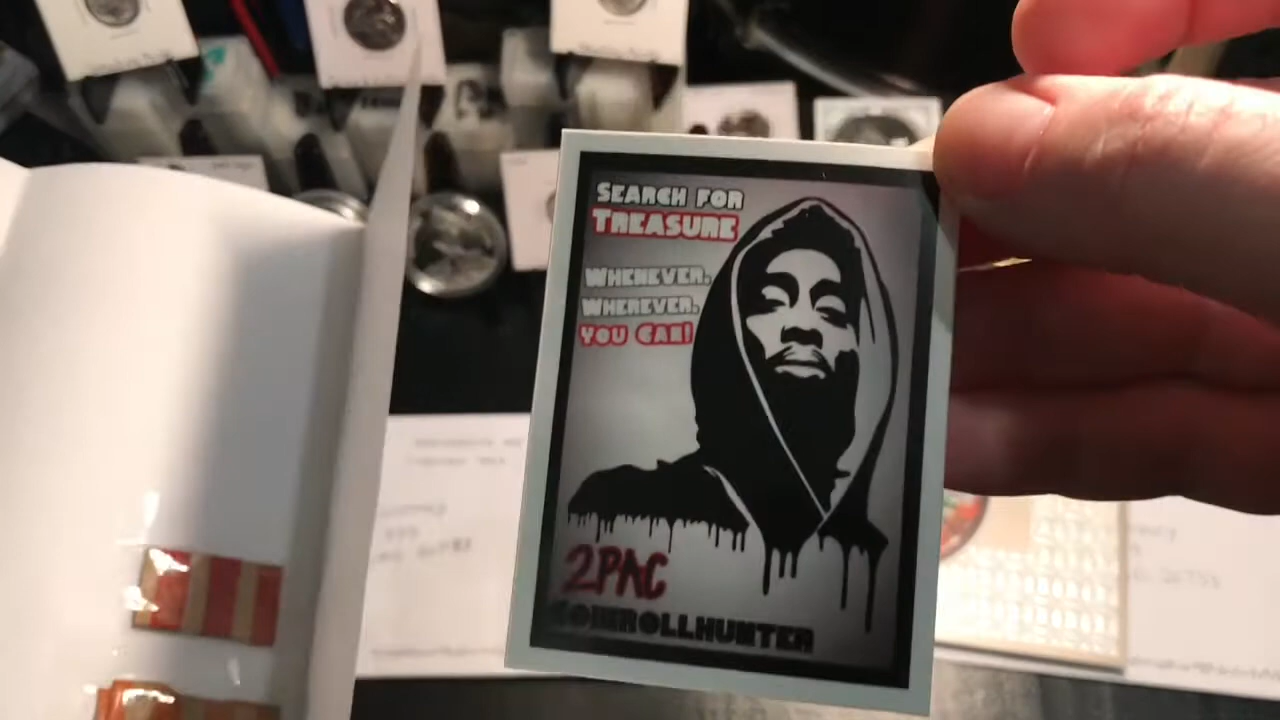 SEARCH FOR
TREASURE
WHENEVER.
WHEREVER.
YOU CAN!
2PAC
COINROLLHUNTER